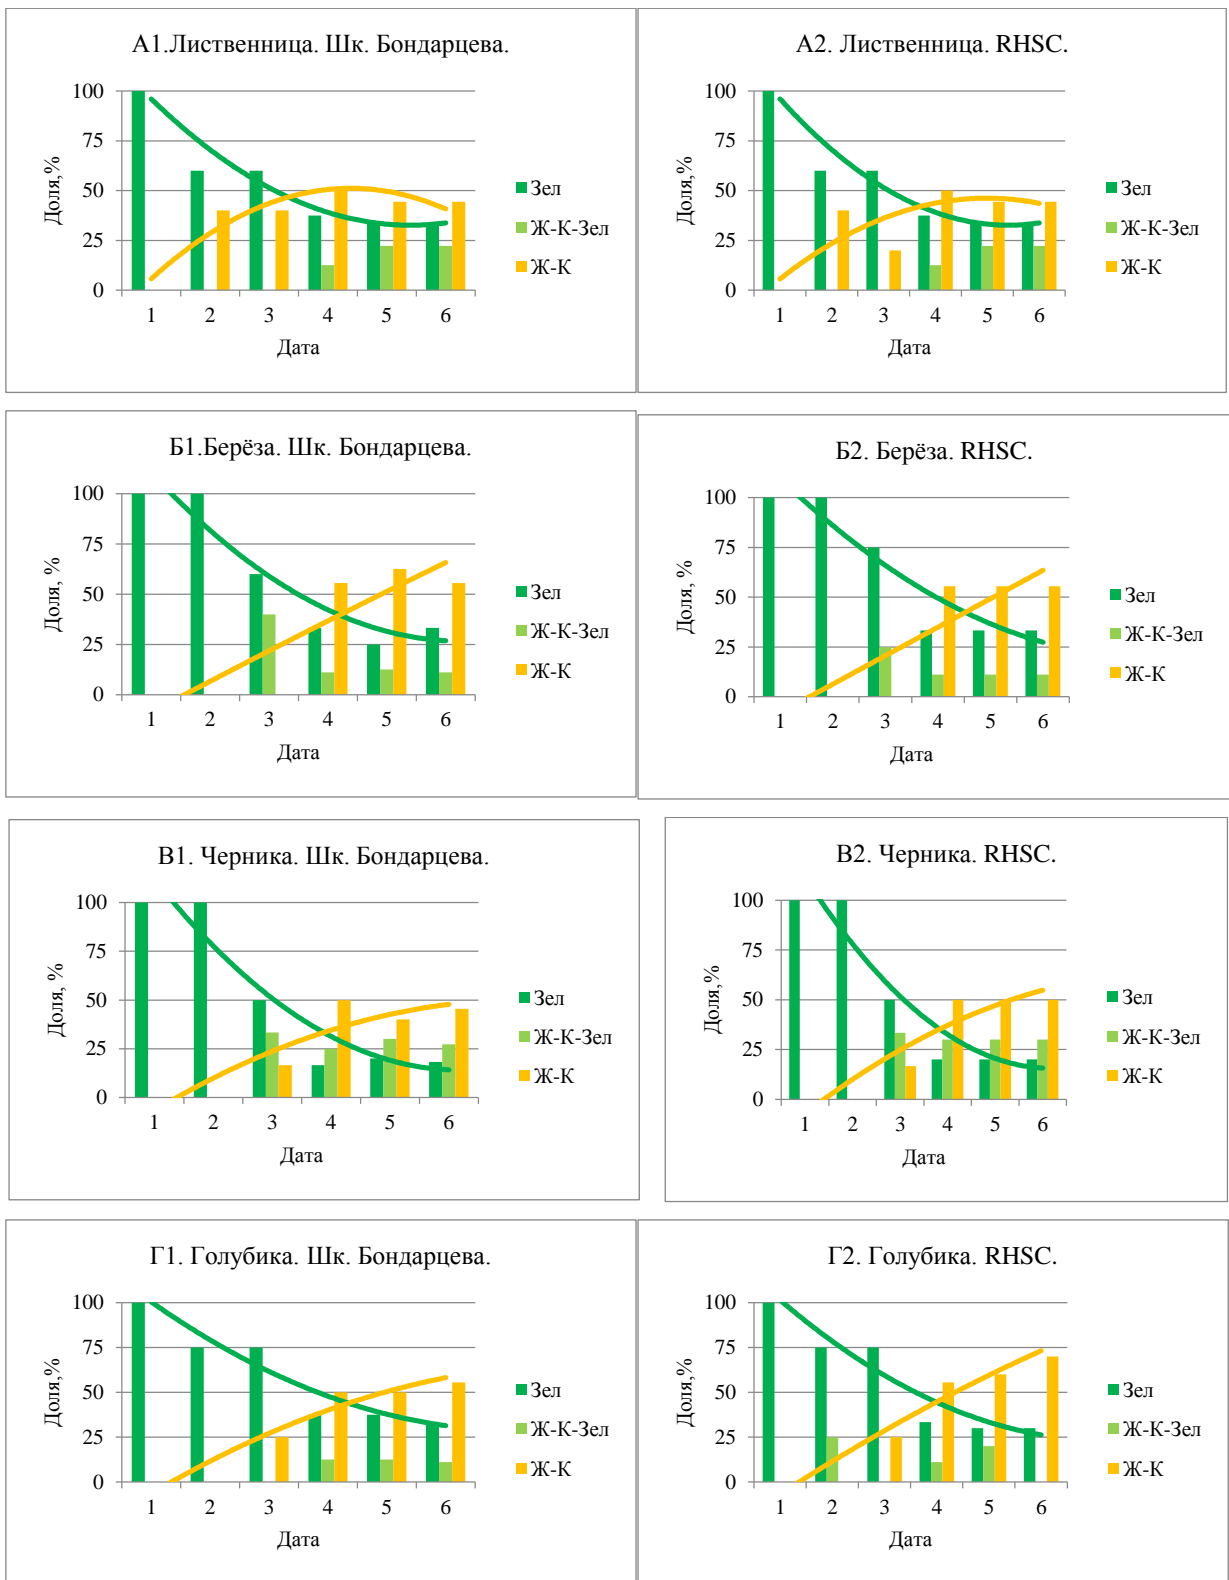 А1.Лиственница. Шк. Бондарцева.
100
75
50
25
0
Доля,%
1 2 3 4 5 6
Дата
Зел
Ж-К-Зел
Ж-К
А2. Лиственница. RHSC.
100
75
50
25
0
Доля,%
1 2 3 4 5 6
Дата
Зел
Ж-К-Зел
Ж-К
Б1.Берёза. Шк. Бондарцева.
100
75
50
25
0
Доля, %
1 2 3 4 5 6
Дата
Зел
Ж-К-Зел
Ж-К
Б2. Берёза. RHSC.
100
75
50
25
0
Доля, %
1 2 3 4 5 6
Дата
Зел
Ж-К-Зел
Ж-К
В1. Черника. Шк. Бондарцева.
100
75
50
25
0
Доля, %
1 2 3 4 5 6
Дата
Зел
Ж-К-Зел
Ж-К
В2. Черника. RHSC.
100
75
50
25
0
Доля,%
1 2 3 4 5 6
Дата
Зел
Ж-К-Зел
Ж-К
Г1. Голубика. Шк. Бондарцева.
100
75
50
25
0
Доля,%
1 2 3 4 5 6
Дата
Зел
Ж-К-Зел
Ж-К
Г2. Голубика. RHSC.
100
75
50
25
0
Доля,%
1 2 3 4 5 6
Дата
Зел
Ж-К-Зел
Ж-К